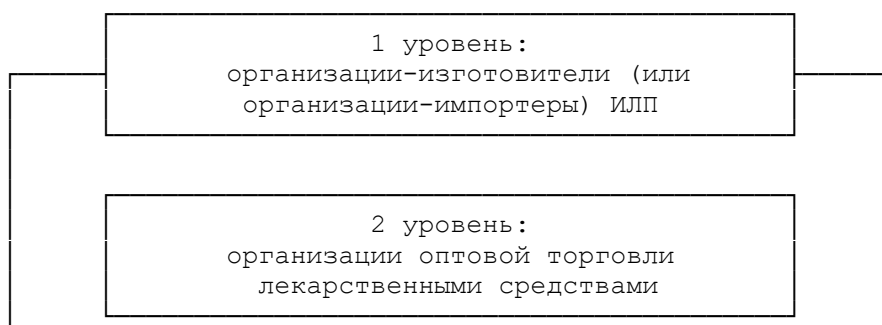 1 уровень:
организации-изготовители (или
организации-импортеры) ИЛП
2 уровень:
организации оптовой торговли
лекарственными средствами